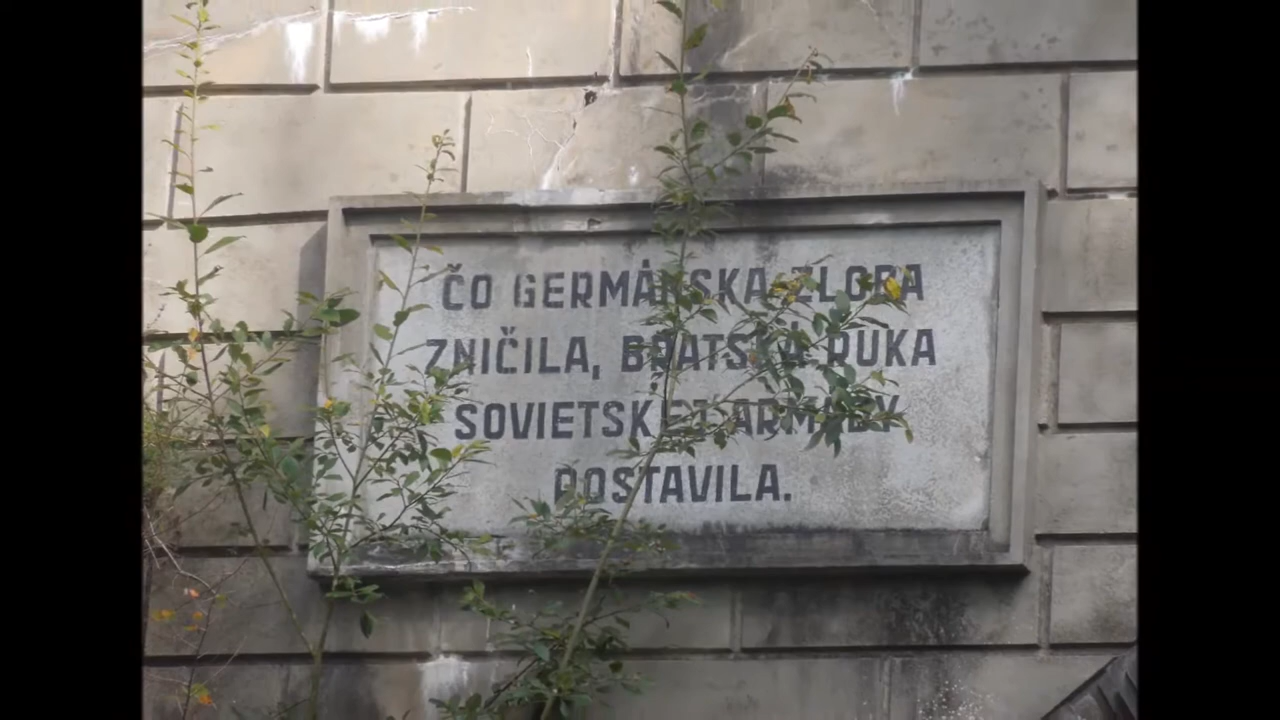 ČO GERMÁNSKA ZLOBA
ZNIČILA, BRATSKÁ RUKA
SOVIETSKEJ ARMÁDY
POSTAVILA.